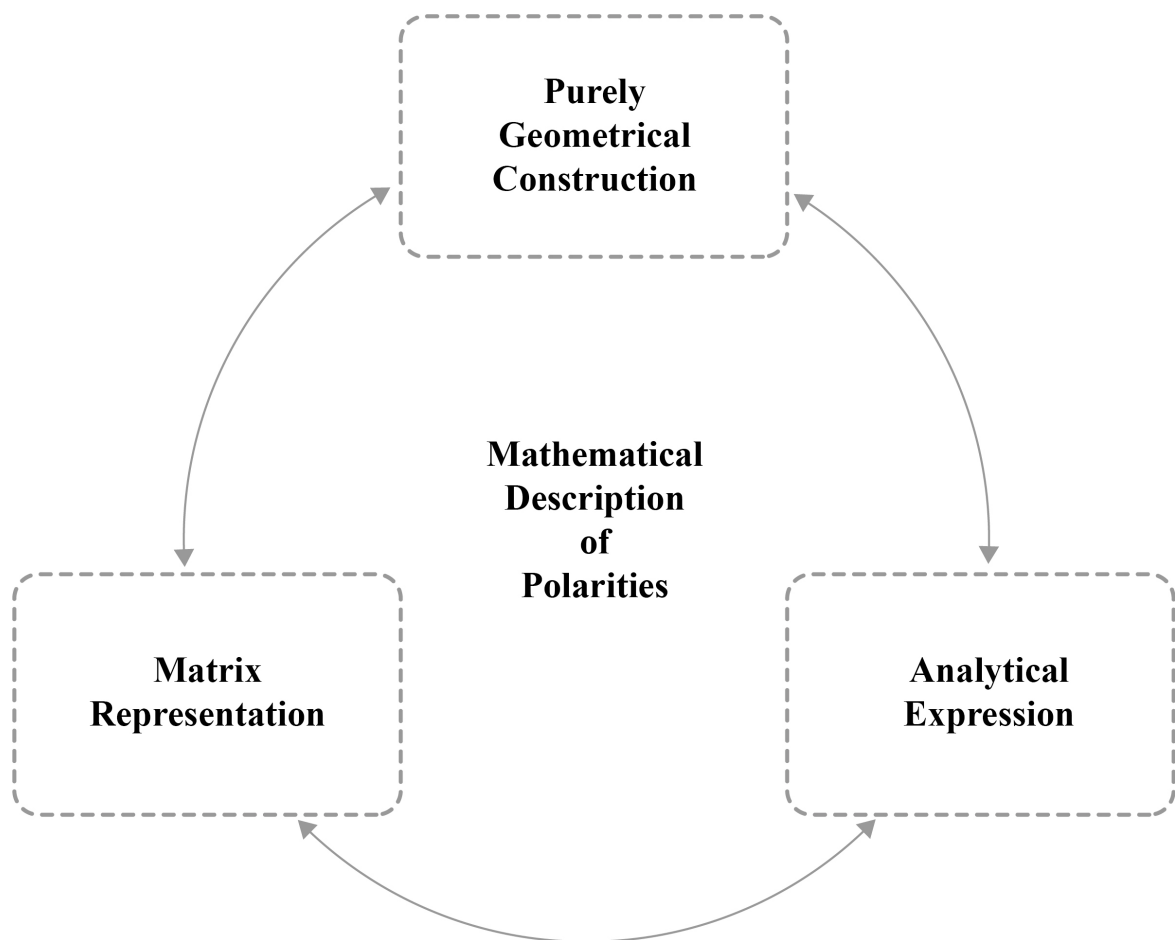 Purely
Geometrical
Construction
Mathematical
Description
of
Polarities
Matrix
Representation
Analytical
Expression